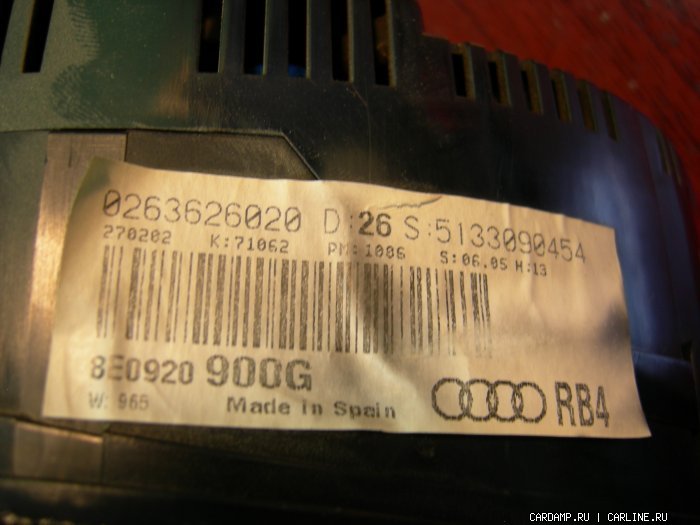 0263626020 D:26 S:5133090454
270202 K:71062 PM:1006 S:06.05 H:13
8E0920 900G
RB4
W: 965 Made in Spain
CARDAMP.RU | CARLINE.RU